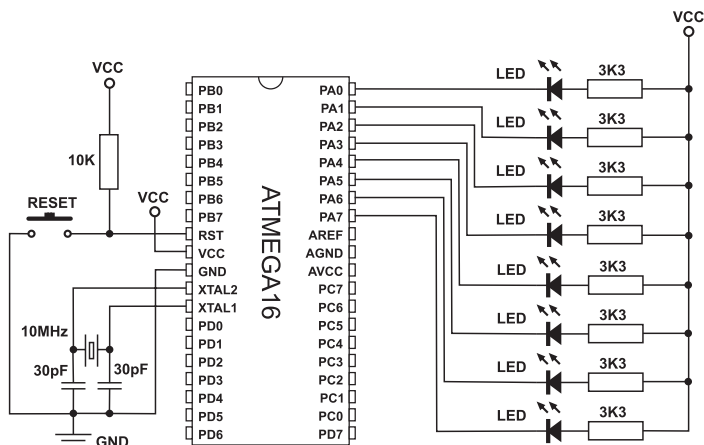 VCC
VCC
10K
RESET
VCC
PB0
PB1
PB2
PB3
PB4
PB5
PB6
PB7
RST
VCC
GND
XTAL2
XTAL1
PD0
PD1
PD2
PD3
PD4
PD5
PD6
ATMEGA16
PA0
PA1
PA2
PA3
PA4
PA5
PA6
PA7
AREF
AGND
AVCC
PC7
PC6
PC5
PC4
PC3
PC2
PC1
PC0
PD7
10MHz
30pF
30pF
GND
LED 3K3
LED 3K3
LED 3K3
LED 3K3
LED 3K3
LED 3K3
LED 3K3
LED 3K3